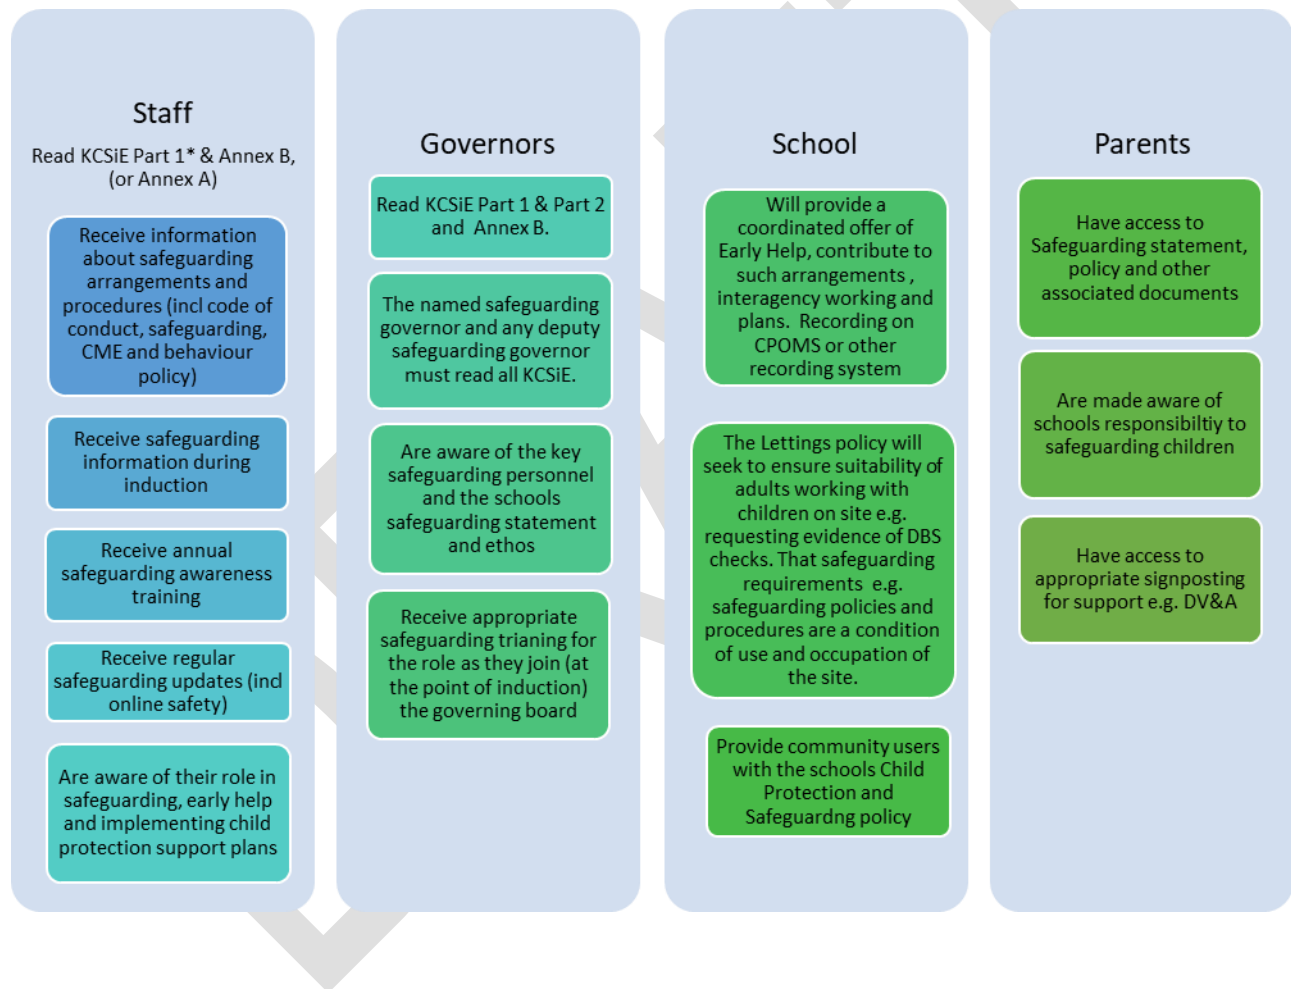 Staff
Read KCSiE Part 1* & Annex B,
(or Annex A)
Receive information
about safeguarding
arrangements and
procedures (incl code of
conduct, safeguarding,
CME and behaviour
policy)
Receive safeguarding
information during
induction
Receive annual
safeguarding awareness
training
Receive regular
safeguarding updates (incl
online safety)
Are aware of their role in
safeguarding, early help
and implementing child
protection support plans
Governors
Read KCSiE Part 1 & Part 2
and Annex B.
The named safeguarding
governor and any deputy
safeguarding governor
must read all KCSiE.
Are aware of the key
safeguarding personnel
and the schools
safeguarding statement
and ethos
Receive appropriate
safeguarding trianing for
the role as they join (at
the point of induction)
the governing board
School
Will provide a
coordinated offer of
Early Help, contribute to
such arrangements ,
interagency working and
plans. Recording on
CPOMS or other
recording system
The Lettings policy will
seek to ensure suitability of
adults working with
children on site e.g.
requesting evidence of DBS
checks. That safeguarding
requirements e.g.
safeguarding policies and
procedures are a condition
of use and occupation of
the site.
Provide community users
with the schools Child
Protection and
Safeguardng policy
Parents
Have access to
Safeguarding statement,
policy and other
associated documents
Are made aware of
schools responsibiltiy to
safeguarding children
Have access to
appropriate signposting
for support e.g. DV&A